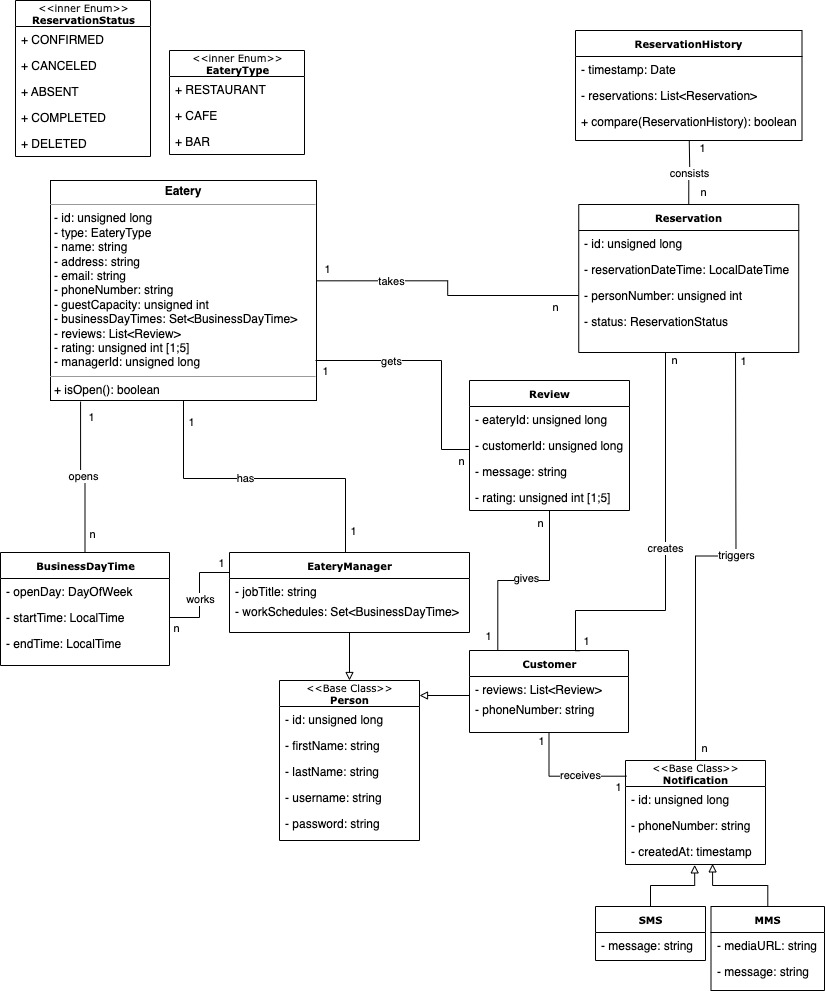 <<inner Enum>>
ReservationStatus
+ CONFIRMED
+ CANCELED
+ ABSENT
+ COMPLETED
+ DELETED
<<inner Enum>>
EateryType
+ RESTAURANT
+ CAFE
+ BAR
ReservationHistory
- timestamp: Date
- reservations: List<Reservation>
+ compare(ReservationHistory): boolean
1
consists
n
Eatery
- id: unsigned long
- type: EateryType
- name: string
- address: string
- email: string
- phoneNumber: string
- guestCapacity: unsigned int
- businessDayTimes: Set<BusinessDayTime>
- reviews: List<Review>
- rating: unsigned int [1;5]
- managerId: unsigned long
+ isOpen(): boolean
1
takes
n
Reservation
- id: unsigned long
- reservationDateTime: LocalDateTime
- personNumber: unsigned int
- status: ReservationStatus
1
gets
n
Review
- eateryId: unsigned long
- customerId: unsigned long
- message: string
- rating: unsigned int [1;5]
1
opens
n
1
has
1
n
creates
1
1
triggers
n
n
gives
1
BusinessDayTime
- openDay: DayOfWeek
- startTime: LocalTime
- endTime: LocalTime
1
works
n
EateryManager
- jobTitle: string
- workSchedules: Set<BusinessDayTime>
Customer
- reviews: List<Review>
- phoneNumber: string
<<Base Class>>
Person
- id: unsigned long
- firstName: string
- lastName: string
- username: string
- password: string
1
receives
1
<<Base Class>>
Notification
- id: unsigned long
- phoneNumber: string
- createdAt: timestamp
SMS
- message: string
MMS
- mediaURL: string
- message: string